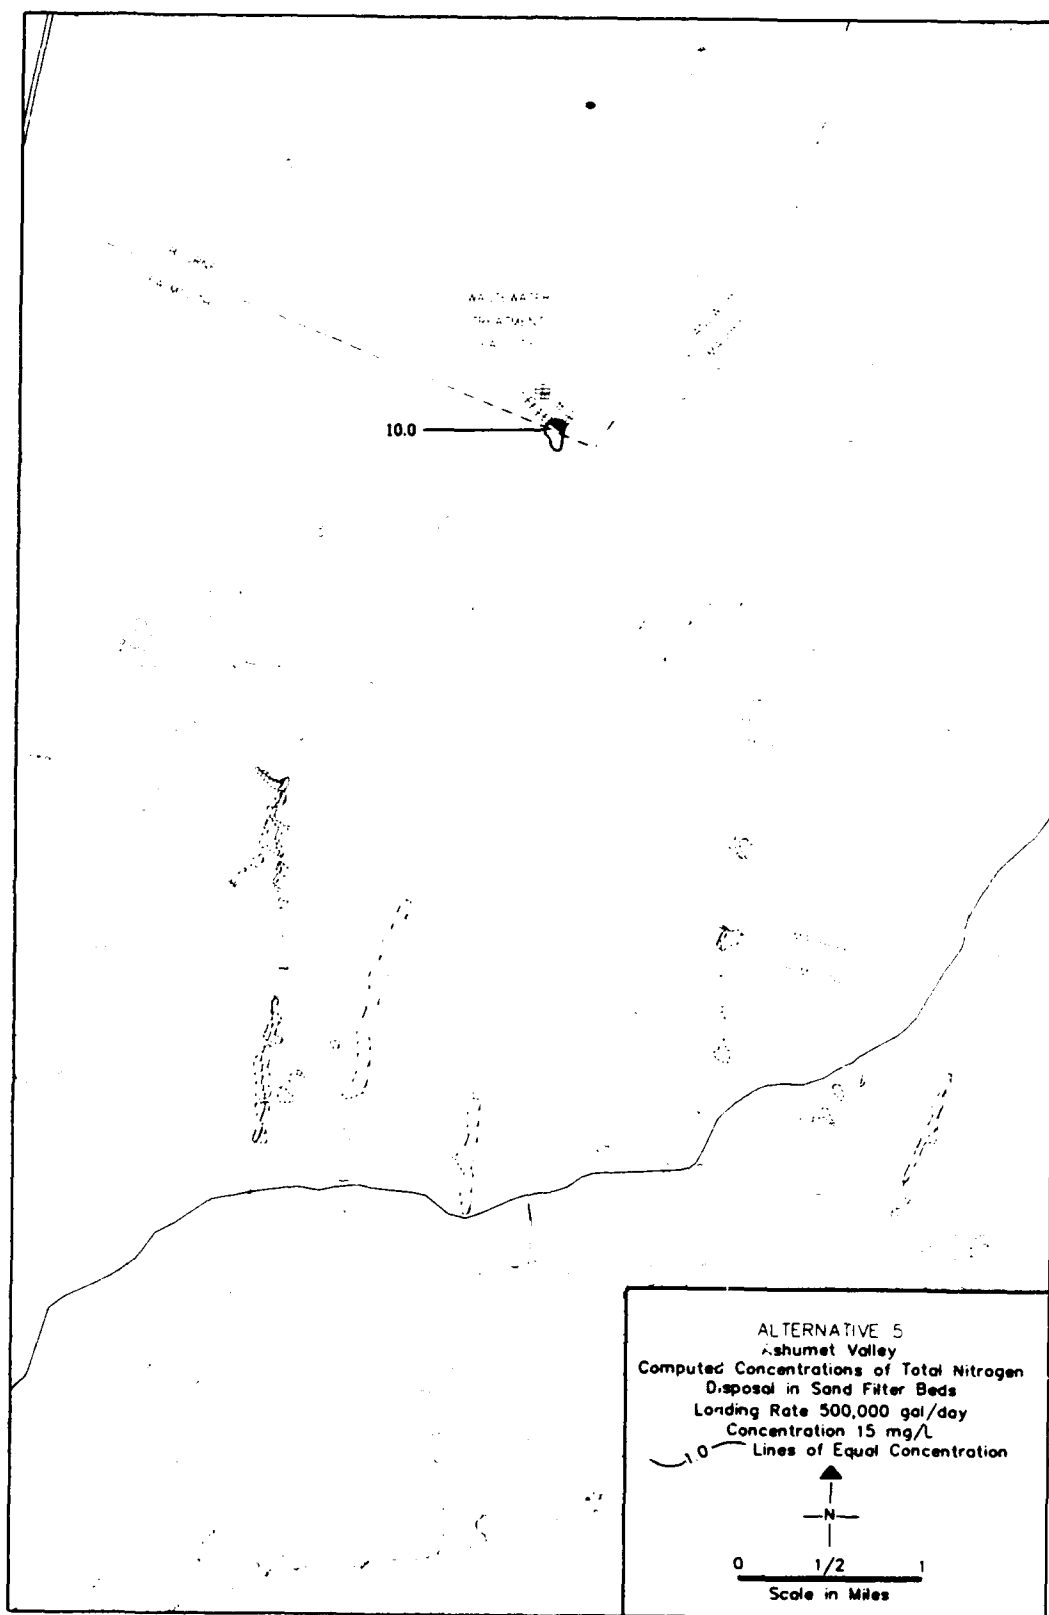 WASTEWATER
TREATMENT
10.0
ALTERNATIVE 5
Ashumet Valley
Computed Concentrations of Total Nitrogen
Disposal in Sand Filter Beds
Loading Rate 500,000 gal/day
Concentration 15 mg/L
1.0 Lines of Equal Concentration
N
0 1/2 1
Scale in Miles